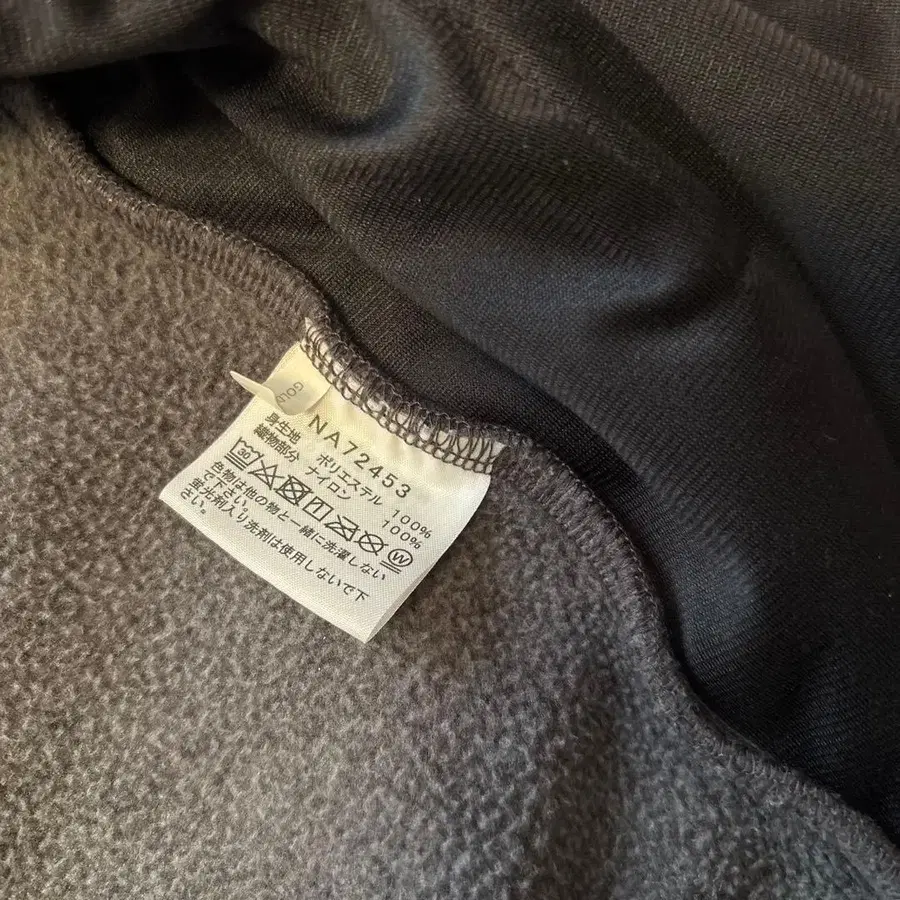 GOL
NA72453
身生地 ポリエステル 100%
織物部分 ナイロン 100%
30 W
色物は他の物と一緒に洗濯しない
で下さい。
蛍光剤入り洗剤は使用しないで下
さい。